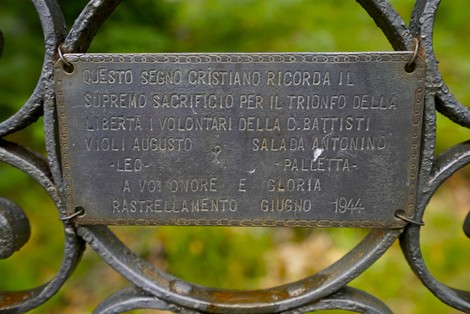 QUESTO SEGNO CRISTIANO RICORDA IL
SUPREMO SACRIFICIO PER IL TRIONFO DELLA
LIBERTÀ I VOLONTARI DELLA C. BATTISTI
VIOLI AUGUSTO E SALADA ANTONINO
-LEO- -PALLETTA-
A VOI ONORE E GLORIA
RASTRELLAMENTO GIUGNO 1944